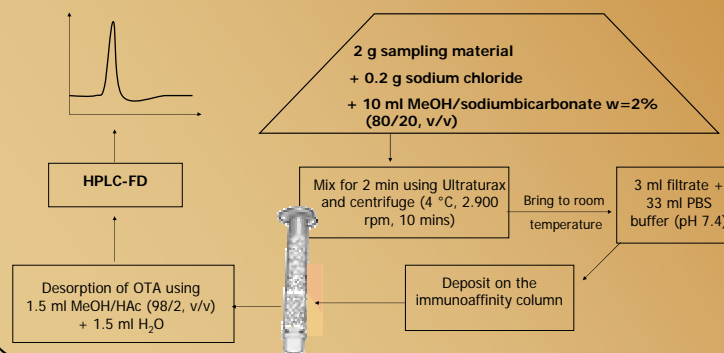 2 g sampling material
+ 0.2 g sodium chloride
+ 10 ml MeOH/sodiumbicarbonate w=2%
(80/20, v/v)
Mix for 2 min using Ultraturax
and centrifuge (4 °C, 2.900
rpm, 10 mins)
Bring to room
temperature
3 ml filtrate +
33 ml PBS
buffer (pH 7.4)
Deposit on the
immunoaffinity column
Desorption of OTA using
1.5 ml MeOH/HAc (98/2, v/v)
+ 1.5 ml H₂O
HPLC-FD